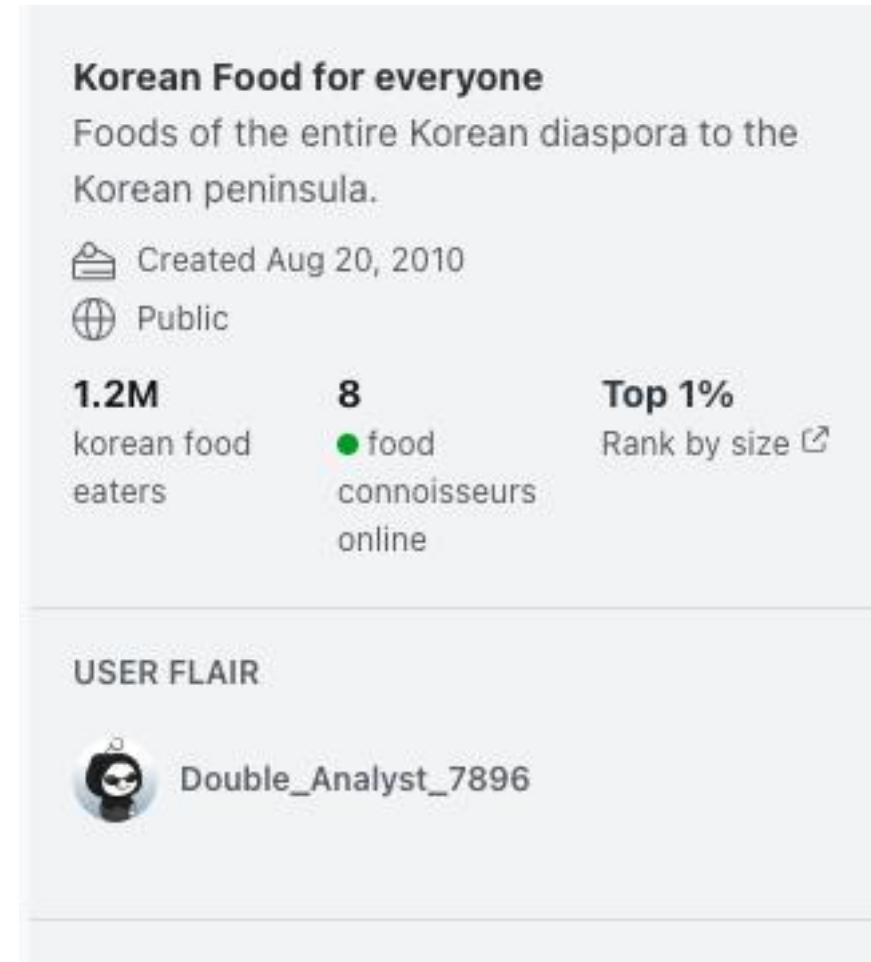 Korean Food for everyone
Foods of the entire Korean diaspora to the
Korean peninsula.
Created Aug 20, 2010
Public
1.2M
korean food
eaters
8
food
connoisseurs
online
Top 1%
Rank by size
USER FLAIR
Double_Analyst_7896